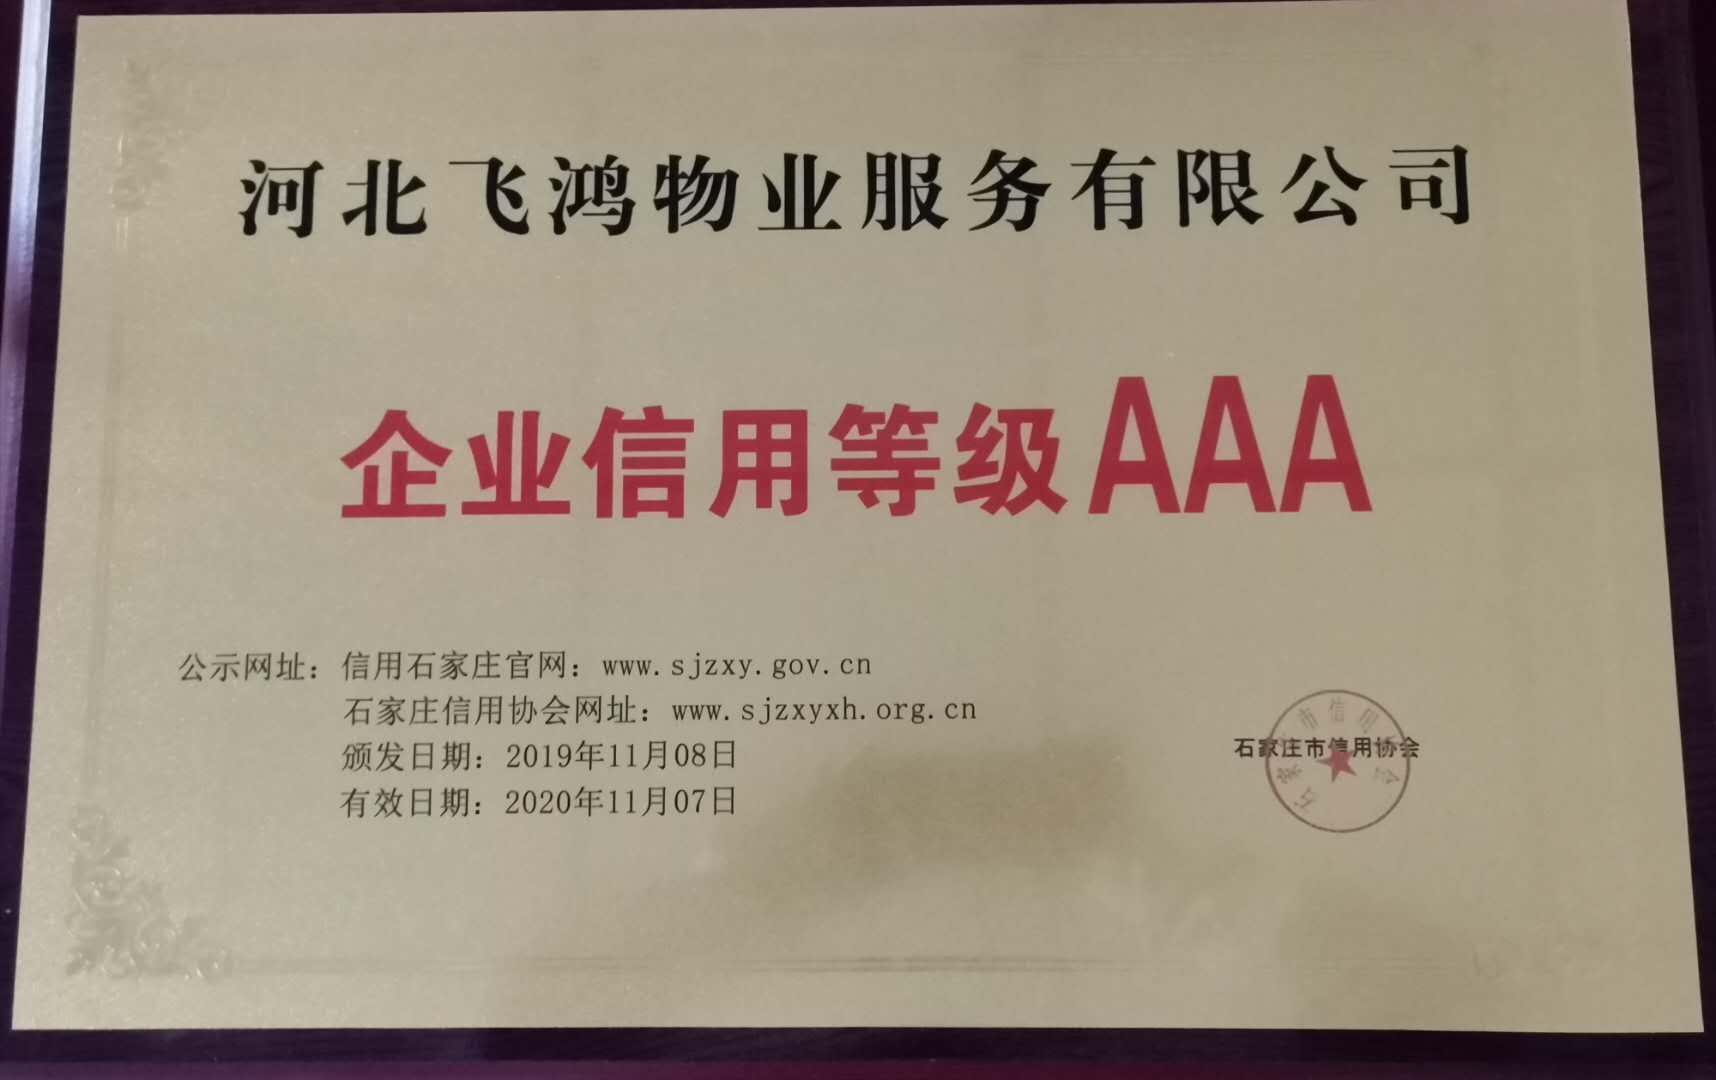 河北飞鸿物业服务有限公司
企业信用等级AAA
公示网址：信用石家庄官网：www.sjzxy.gov.cn
石家庄信用协会网址：www.sjzxyxh.org.cn
颁发日期：2019年11月08日
有效日期：2020年11月07日
石家庄市信用协会